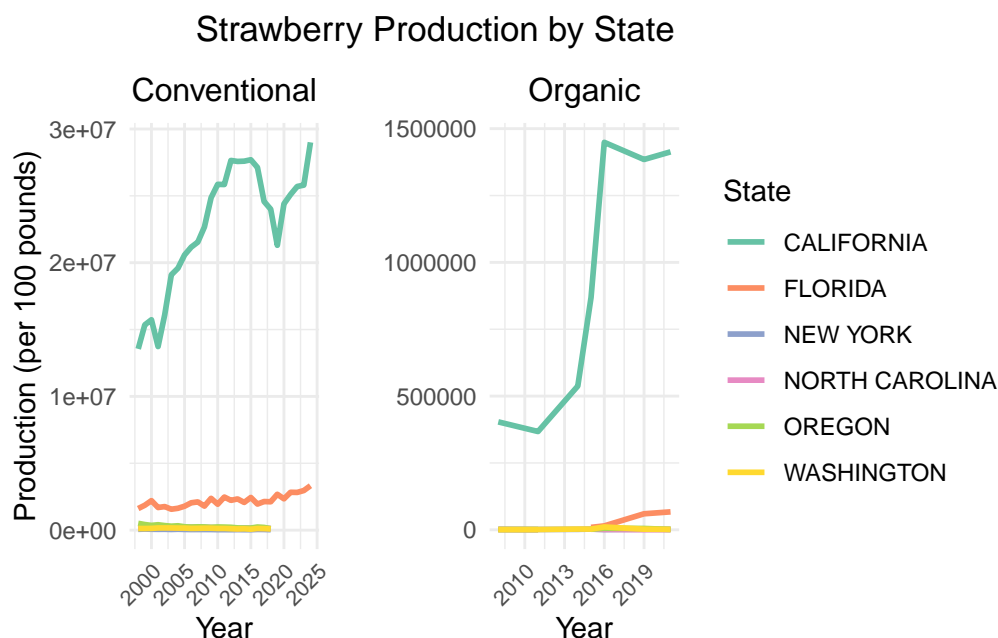 Strawberry Production by State
Conventional
Organic
Production (per 100 pounds)
3e+07
2e+07
1e+07
0e+00
2000
2005
2010
2015
2020
2025
Year
1500000
1000000
500000
0
2010
2013
2016
2019
Year
State
CALIFORNIA
FLORIDA
NEW YORK
NORTH CAROLINA
OREGON
WASHINGTON